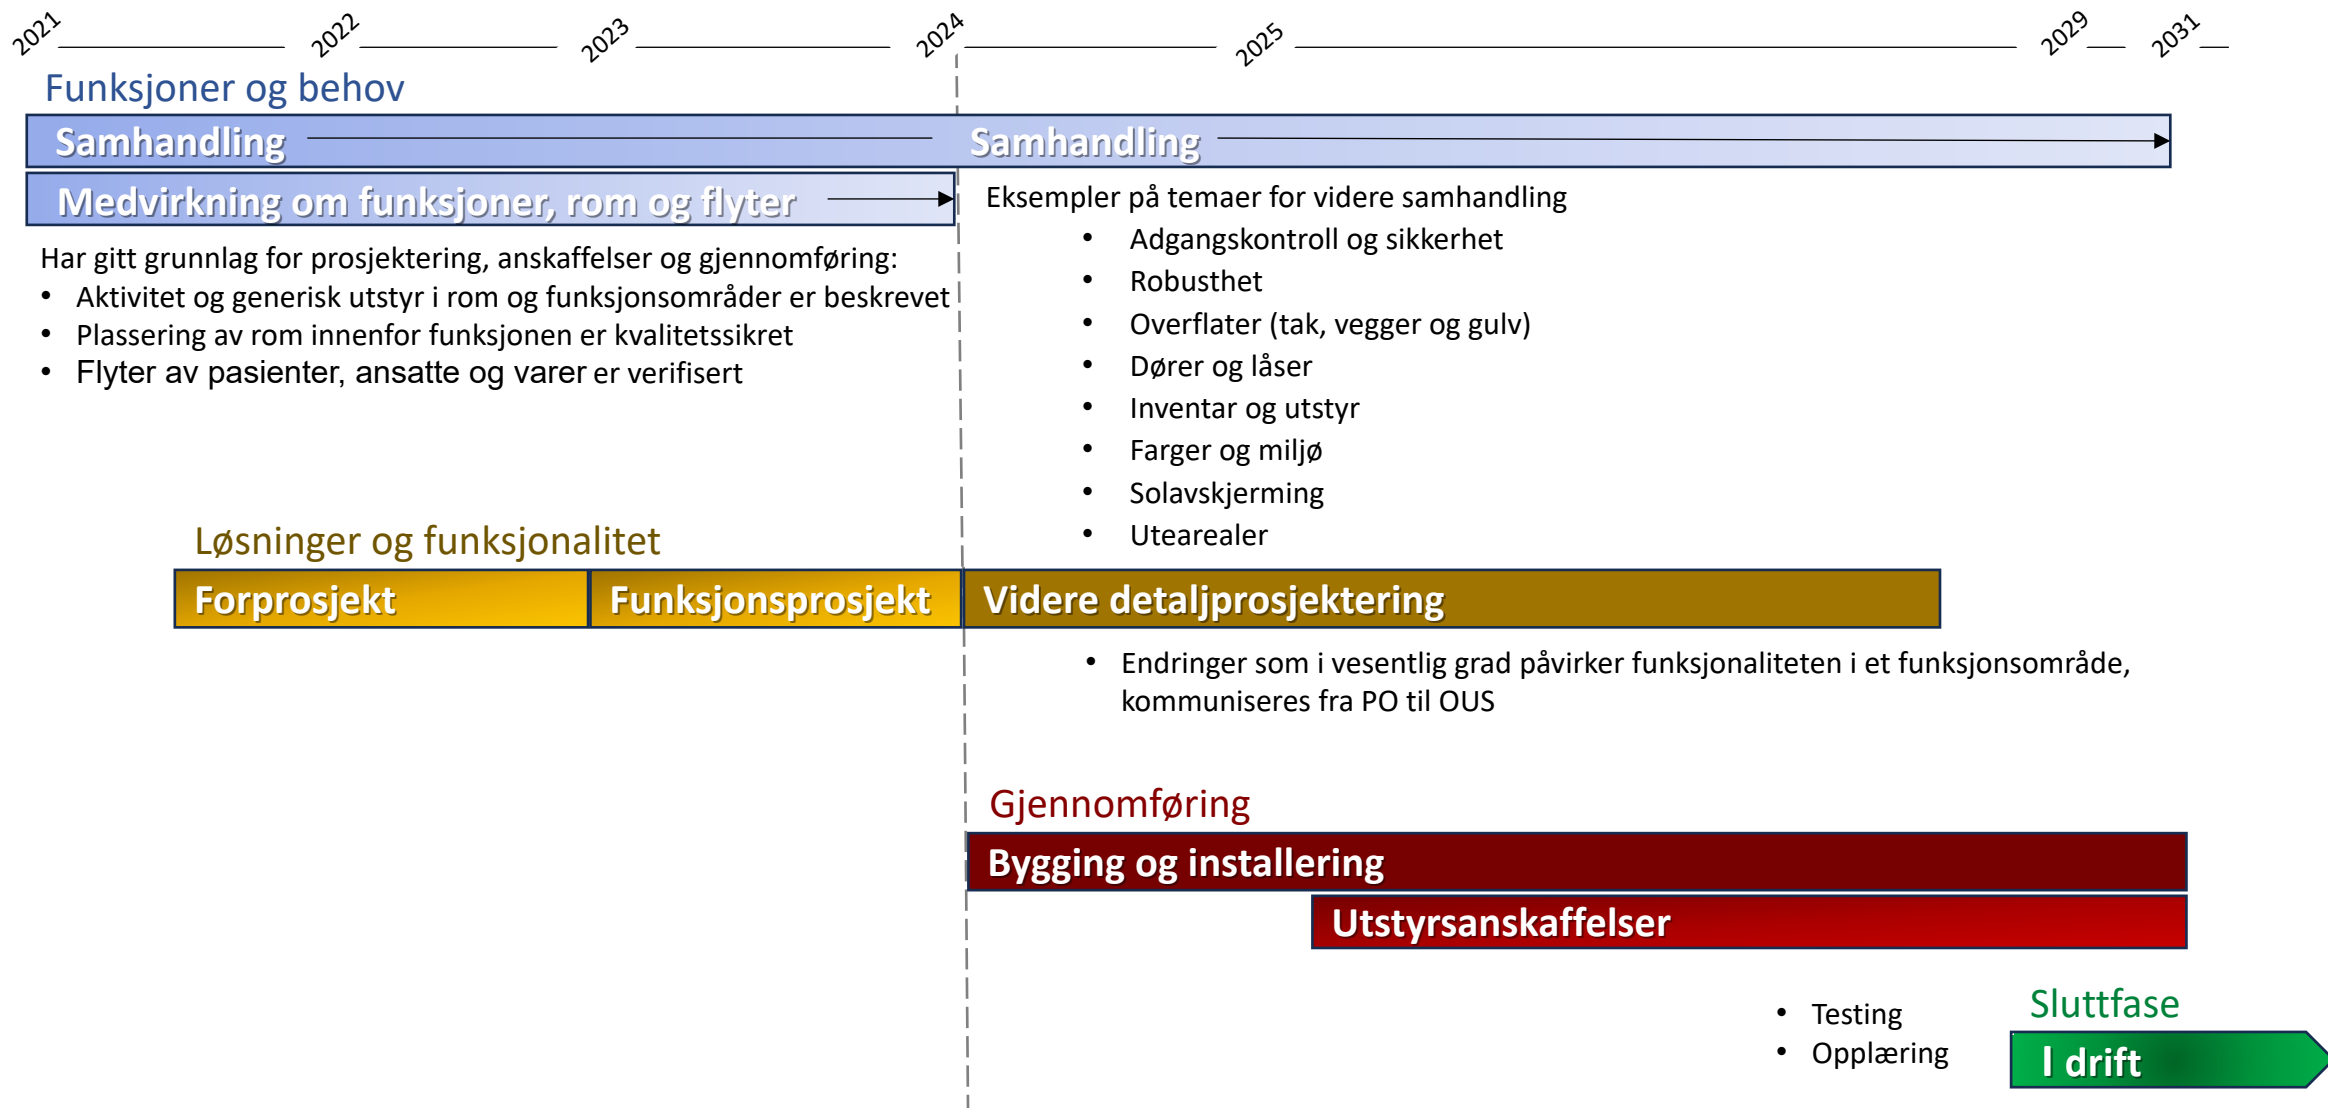 2021
2022
2023
2024
2025
2029
2031
Funksjoner og behov
Samhandling
Samhandling
Medvirkning om funksjoner, rom og flyter
Har gitt grunnlag for prosjektering, anskaffelser og gjennomføring:
• Aktivitet og generisk utstyr i rom og funksjonsområder er beskrevet
• Plassering av rom innenfor funksjonen er kvalitetssikret
• Flyter av pasienter, ansatte og varer er verifisert
Eksempler på temaer for videre samhandling
• Adgangskontroll og sikkerhet
• Robusthet
• Overflater (tak, vegger og gulv)
• Dører og låser
• Inventar og utstyr
• Farger og miljø
• Solavskjerming
• Utearealer
Løsninger og funksjonalitet
Forprosjekt
Funksjonsprosjekt
Videre detaljprosjektering
• Endringer som i vesentlig grad påvirker funksjonaliteten i et funksjonsområde,
kommuniseres fra PO til OUS
Gjennomføring
Bygging og installering
Utstyrsanskaffelser
• Testing
• Opplæring
Sluttfase
I drift